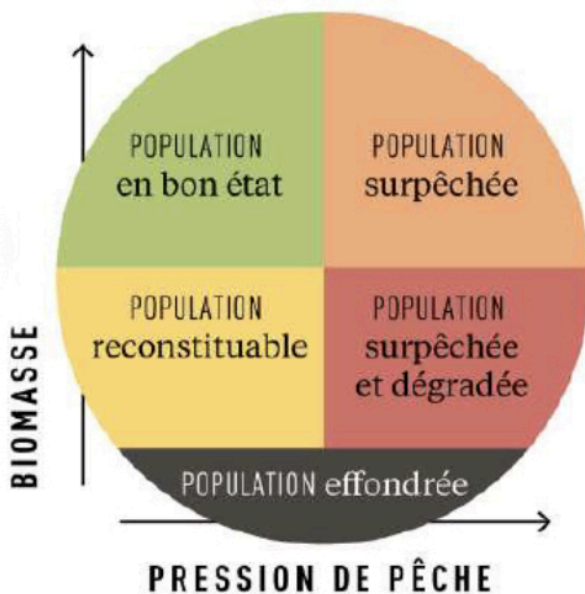 POPULATION
en bon état
POPULATION
surpêchée
POPULATION
reconstituable
POPULATION
surpêchée
et dégradée
POPULATION effondrée
BIOMASSE
PRESSION DE PÊCHE